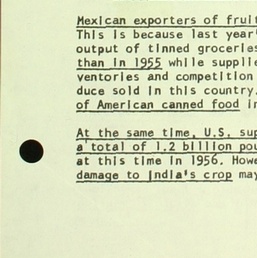 Mexican exporters of fruit
This is because last year'
output of tinned groceries
than in 1955 while supplie
ventories and competition
duce sold in this country.
of American canned food i
At the same time, U.S. sup
a total of 1.2 billion pou
at this time in 1956. Howe
damage to India's crop may